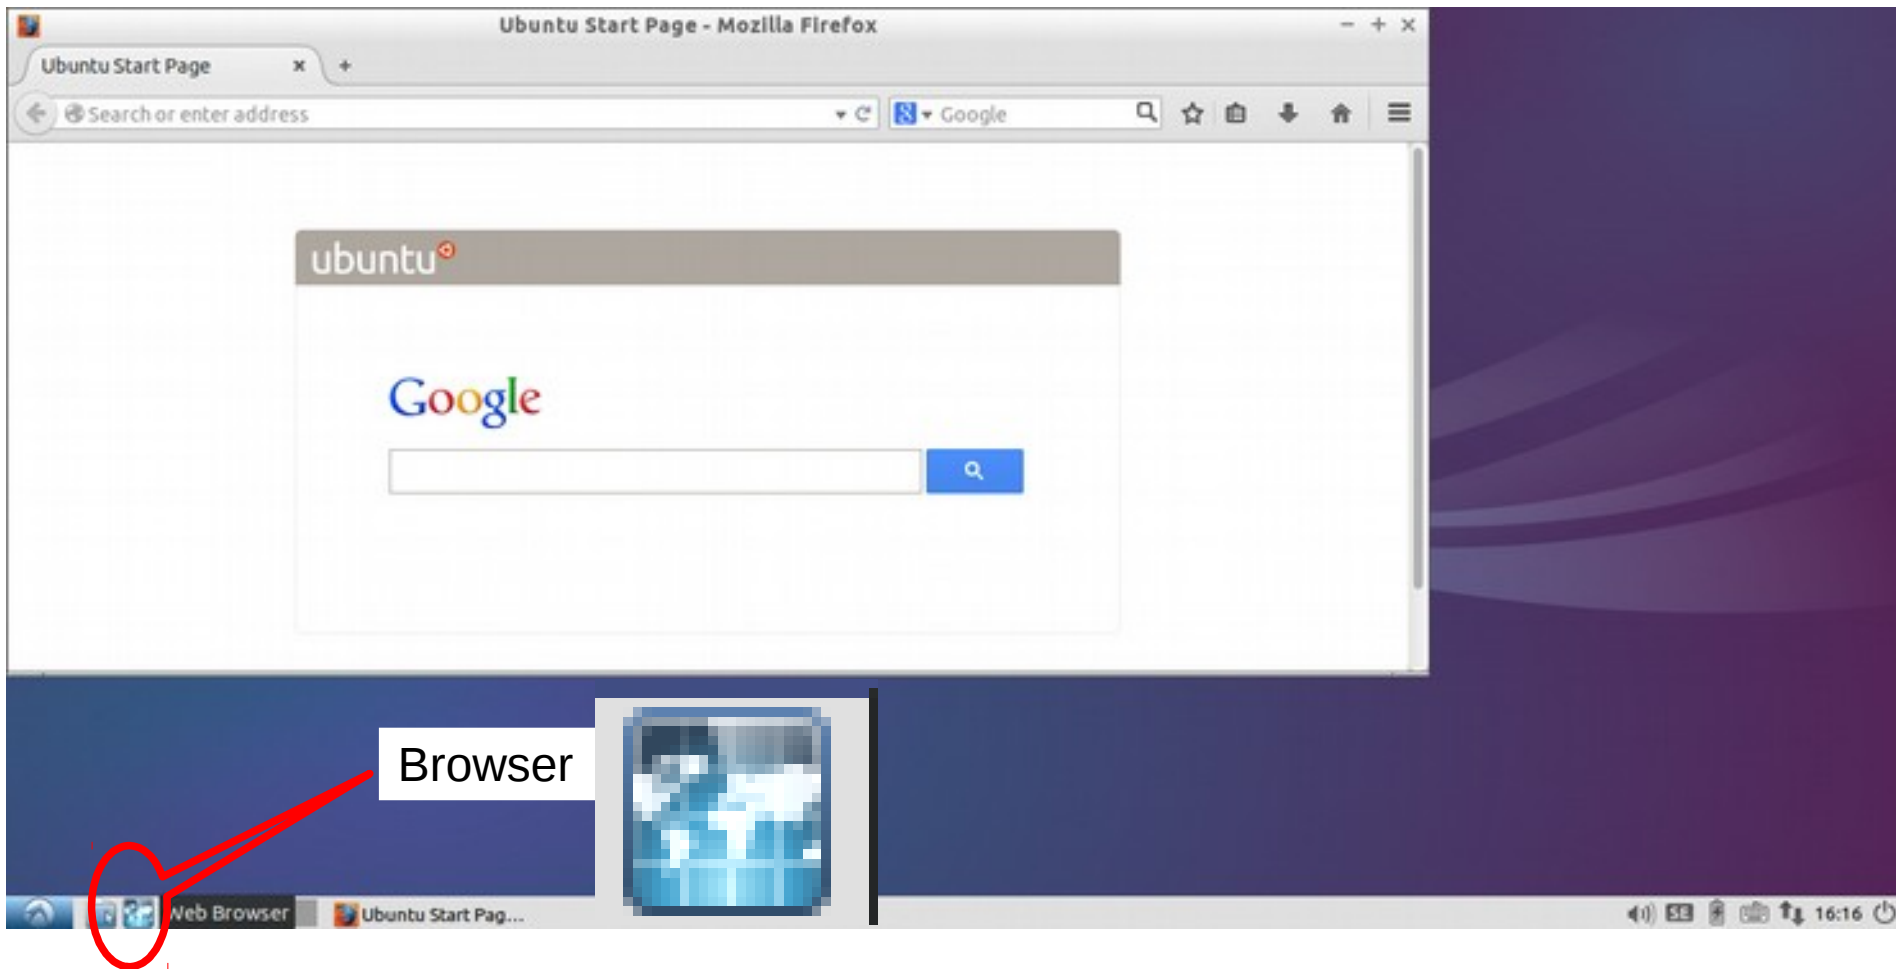 Ubuntu Start Page - Mozilla Firefox
Ubuntu Start Page
Search or enter address
Google
ubuntu
Google
Browser
Web Browser
Ubuntu Start Pag...
SE
16:16